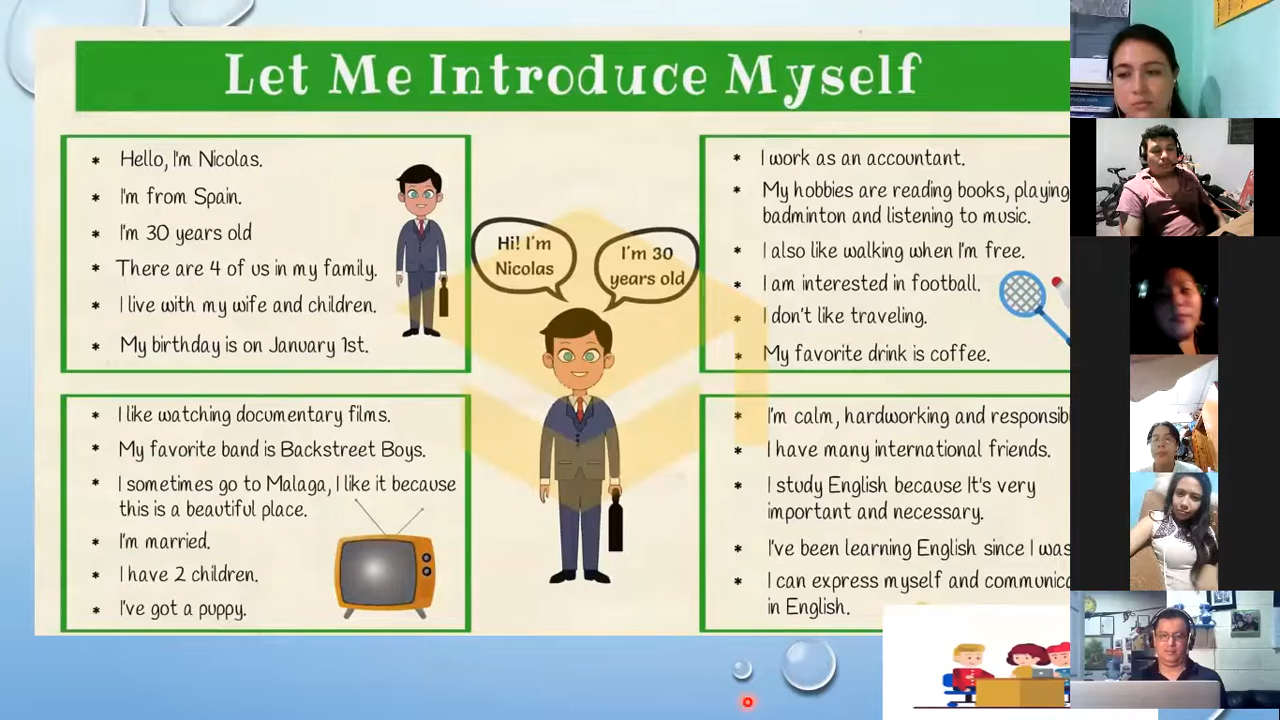 Let Me Introduce Myself
* Hello, I'm Nicolas.
* I'm from Spain.
* I'm 30 years old
* There are 4 of us in my family.
* I live with my wife and children.
* My birthday is on January 1st.
Hi! I'm
Nicolas
I'm 30
years old
* I work as an accountant.
* My hobbies are reading books, playing
badminton and listening to music.
* I also like walking when I'm free.
* I am interested in football.
* I don't like traveling.
* My favorite drink is coffee.
* I like watching documentary films.
* My favorite band is Backstreet Boys.
* I sometimes go to Malaga, I like it because
this is a beautiful place.
* I'm married.
* I have 2 children.
* I've got a puppy.
* I'm calm, hardworking and responsib
* I have many international friends.
* I study English because It's very
important and necessary.
* I've been learning English since I was
* I can express myself and communica
in English.